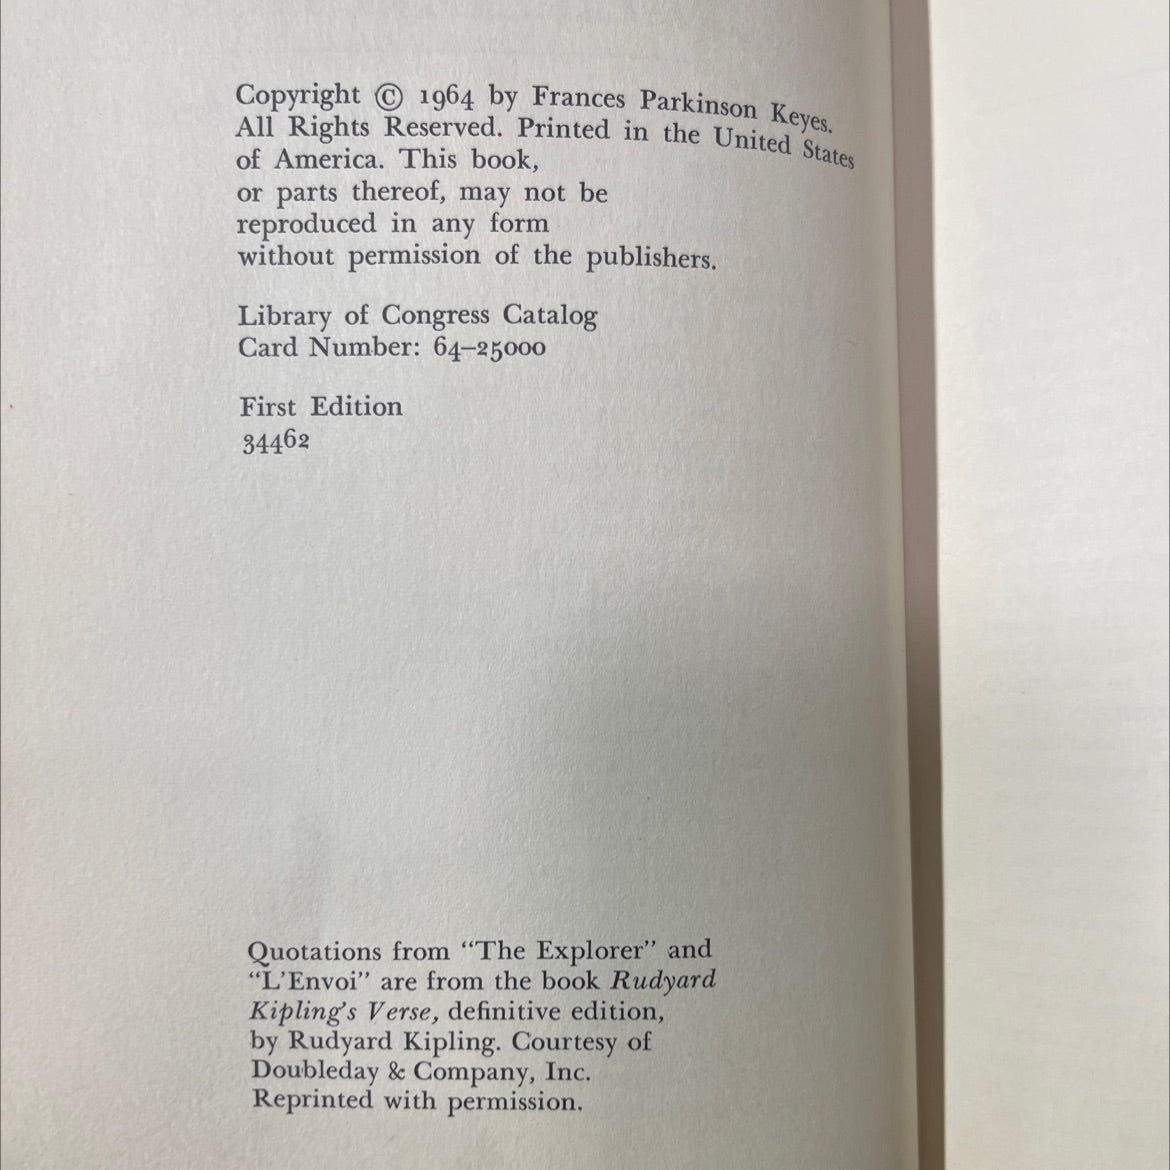 Copyright © 1964 by Frances Parkinson Keyes.
All Rights Reserved. Printed in the United States
of America. This book,
or parts thereof, may not be
reproduced in any form
without permission of the publishers.
Library of Congress Catalog
Card Number: 64–25000
First Edition
34462
Quotations from “The Explorer” and
“L’Envoi” are from the book Rudyard
Kipling’s Verse, definitive edition,
by Rudyard Kipling. Courtesy of
Doubleday & Company, Inc.
Reprinted with permission.